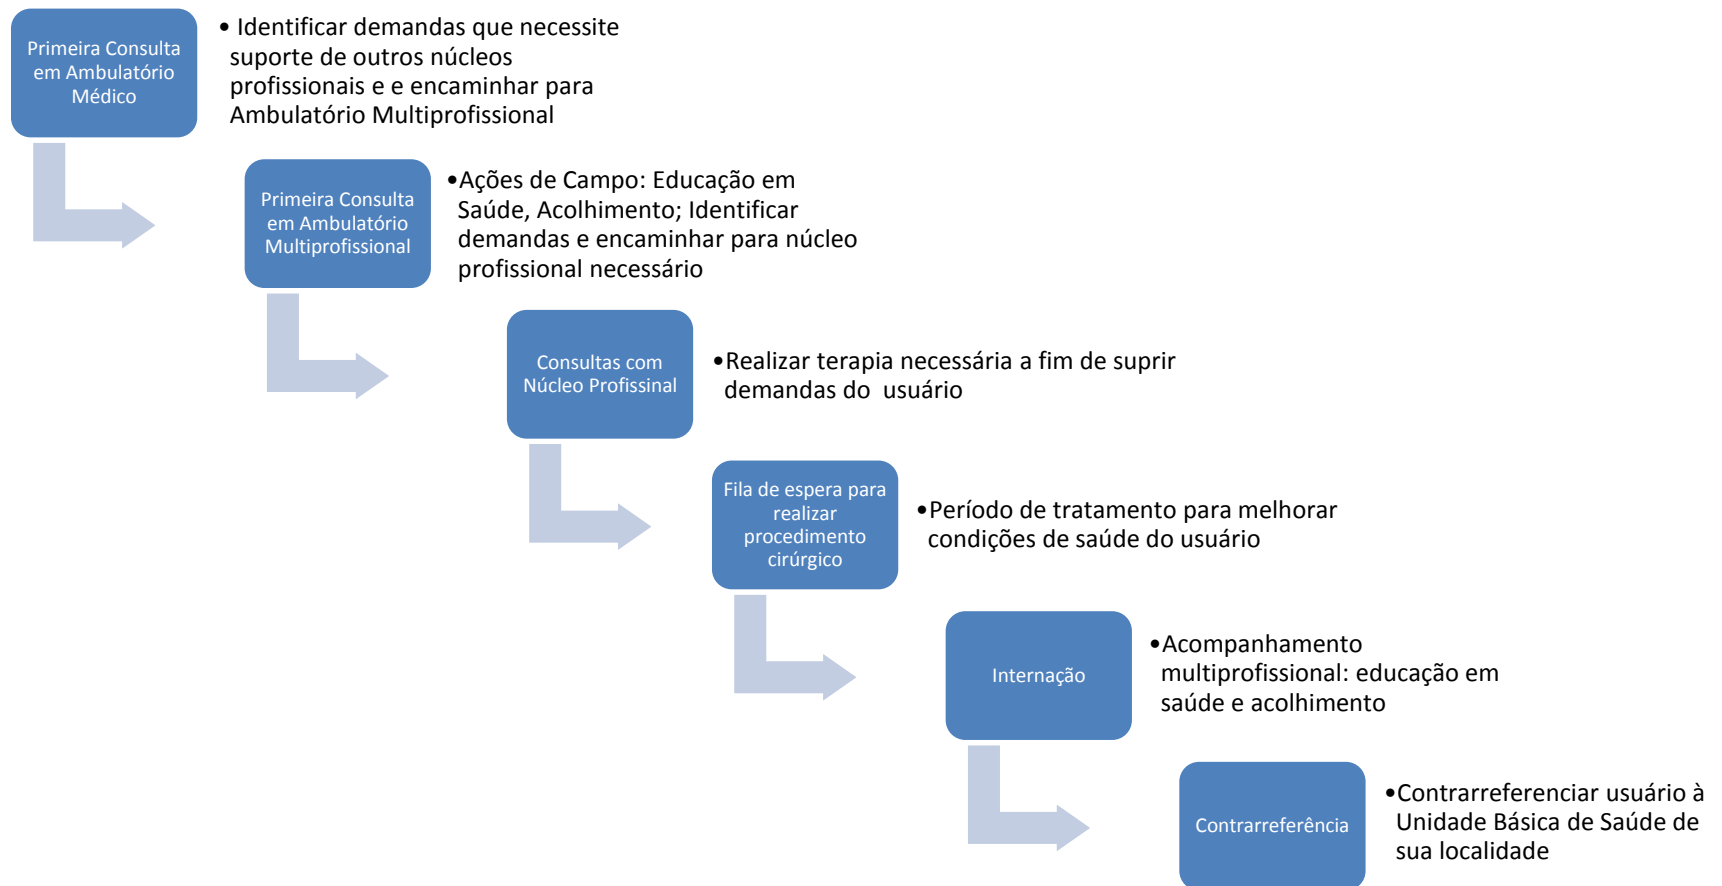 Primeira Consulta
em Ambulatório
Médico
• Identificar demandas que necessite
suporte de outros núcleos
profissionais e e encaminhar para
Ambulatório Multiprofissional
Primeira Consulta
em Ambulatório
Multiprofissional
•Ações de Campo: Educação em
Saúde, Acolhimento; Identificar
demandas e encaminhar para núcleo
profissional necessário
Consultas com
Núcleo Profissinal
•Realizar terapia necessária a fim de suprir
demandas do usuário
Fila de espera para
realizar
procedimento
cirúrgico
•Período de tratamento para melhorar
condições de saúde do usuário
Internação
•Acompanhamento
multiprofissional: educação em
saúde e acolhimento
Contrarreferência
•Contrarreferenciar usuário à
Unidade Básica de Saúde de
sua localidade